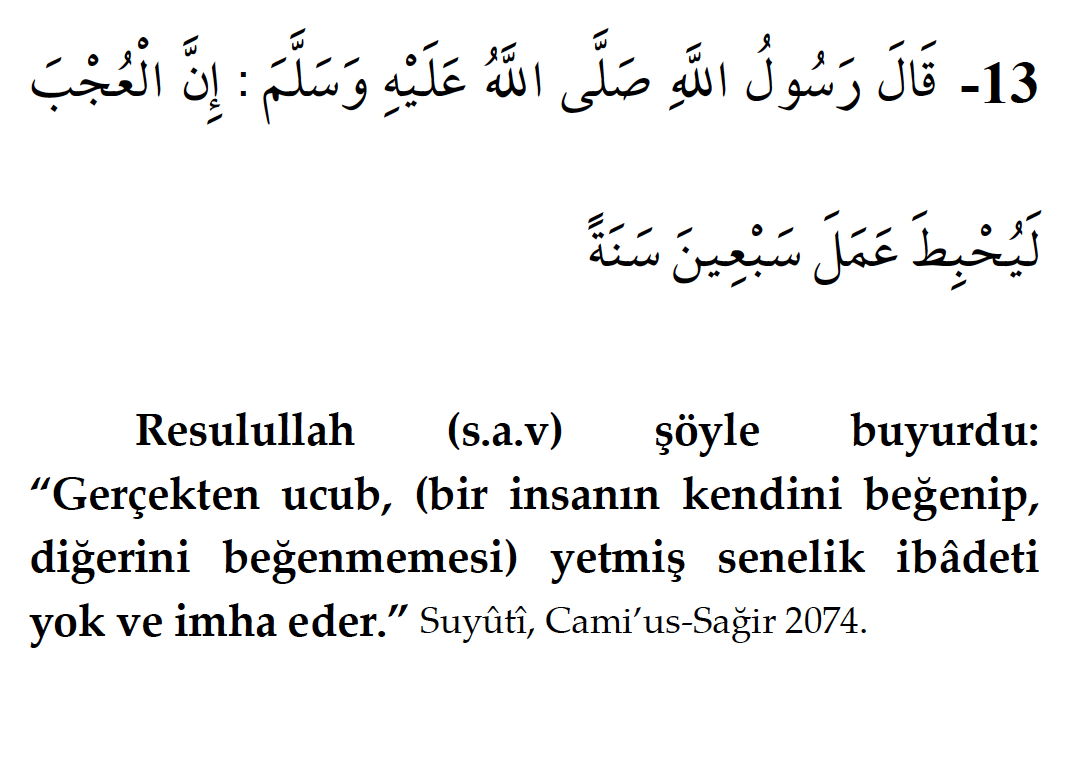 13- قَالَ رَسُولُ اللَّهِ صَلَّى اللَّهُ عَلَيْهِ وَسَلَّمَ : إِنَّ الْعُجْبَ
لَيُحْبِطَ عَمَلَ سَبْعِينَ سَنَةً
Resulullah (s.a.v) şöyle buyurdu:
“Gerçekten ucub, (bir insanın kendini beğenip,
diğerini beğenmemesi) yetmiş senelik ibâdeti
yok ve imha eder.” Suyûtî, Cami’us-Sağir 2074.